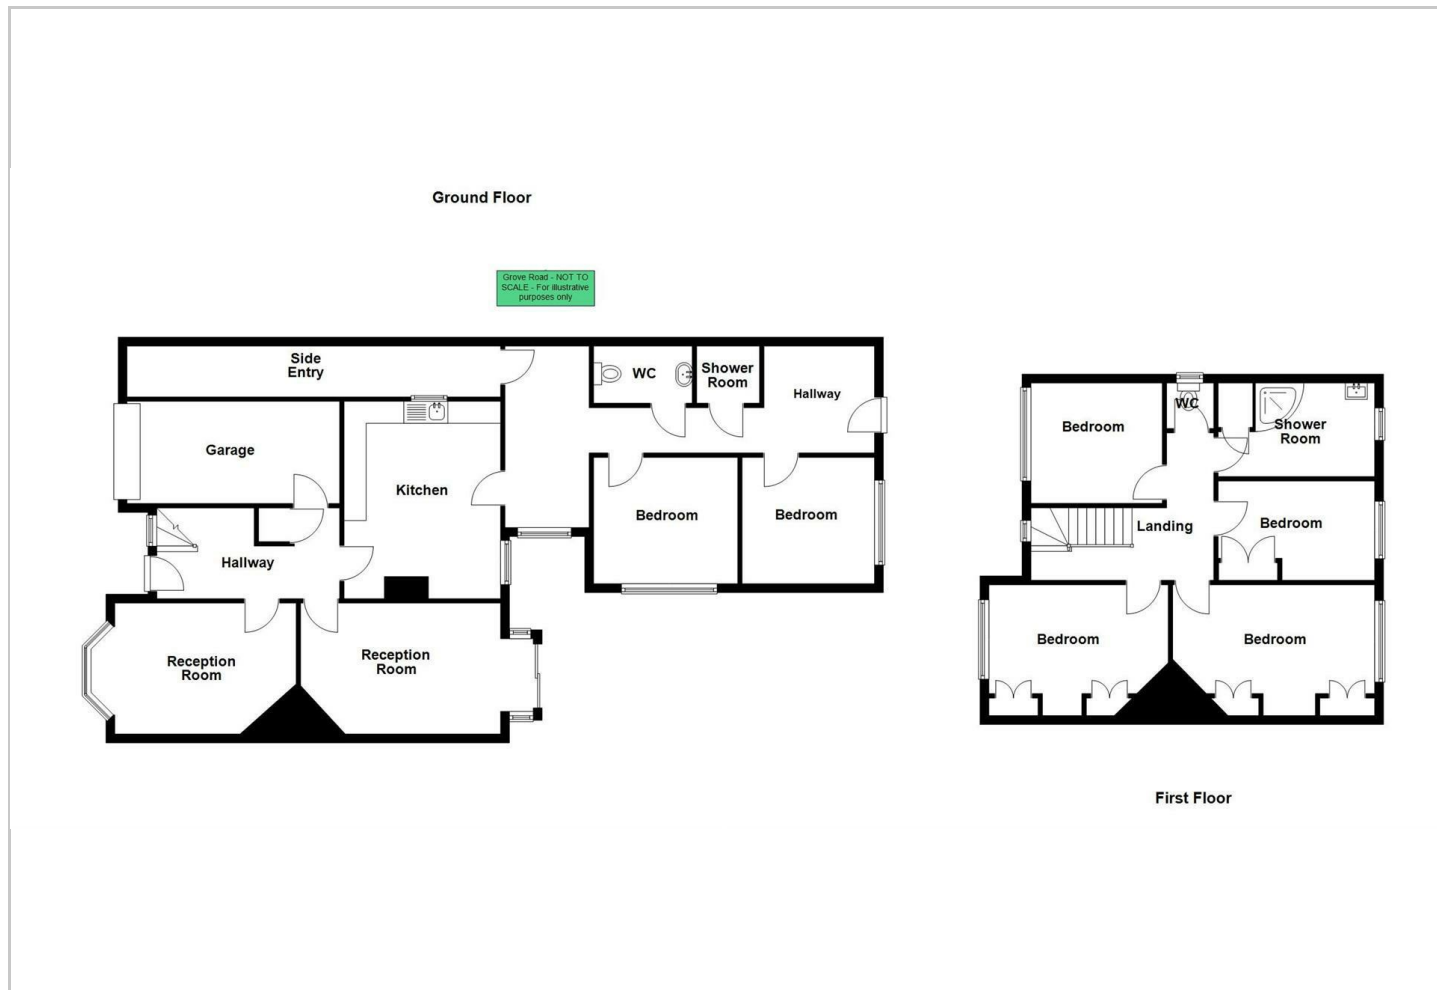 Ground Floor
Grove Road - NOT TO
SCALE - For illustrative
purposes only
Side
Entry
WC
Shower
Room
Hallway
Garage
Kitchen
Bedroom
Bedroom
Hallway
Reception
Room
Reception
Room
Bedroom
WC
Shower
Room
Landing
Bedroom
Bedroom
Bedroom
First Floor